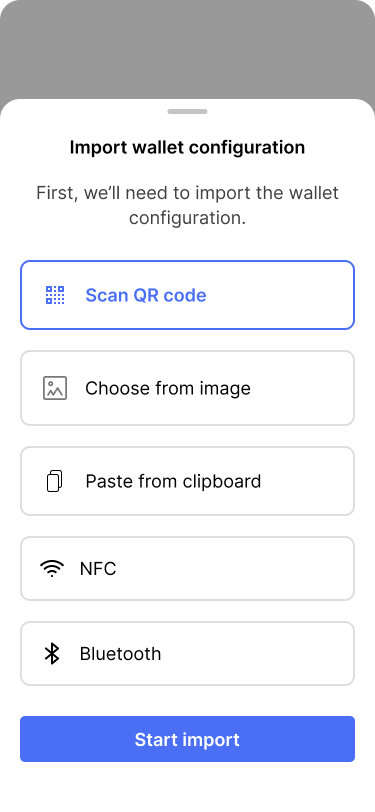 Import wallet configuration
First, we’ll need to import the wallet
configuration.
Scan QR code
Choose from image
Paste from clipboard
NFC
Bluetooth
Start import